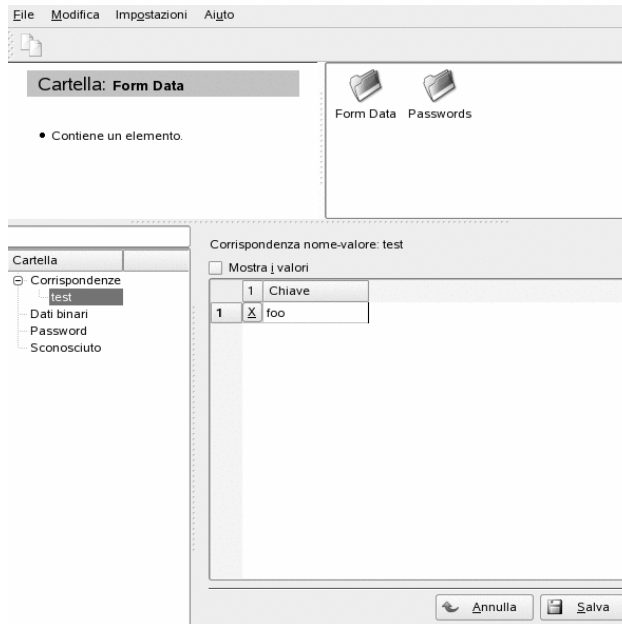 File Modifica Impostazioni Aiuto
Cartella: Form Data
• Contiene un elemento.
Form Data Passwords
Cartella
Corrispondenze
test
Dati binari
Password
Sconosciuto
Corrispondenza nome-valore: test
Mostra i valori
1 Chiave
1 X foo
Annulla Salva